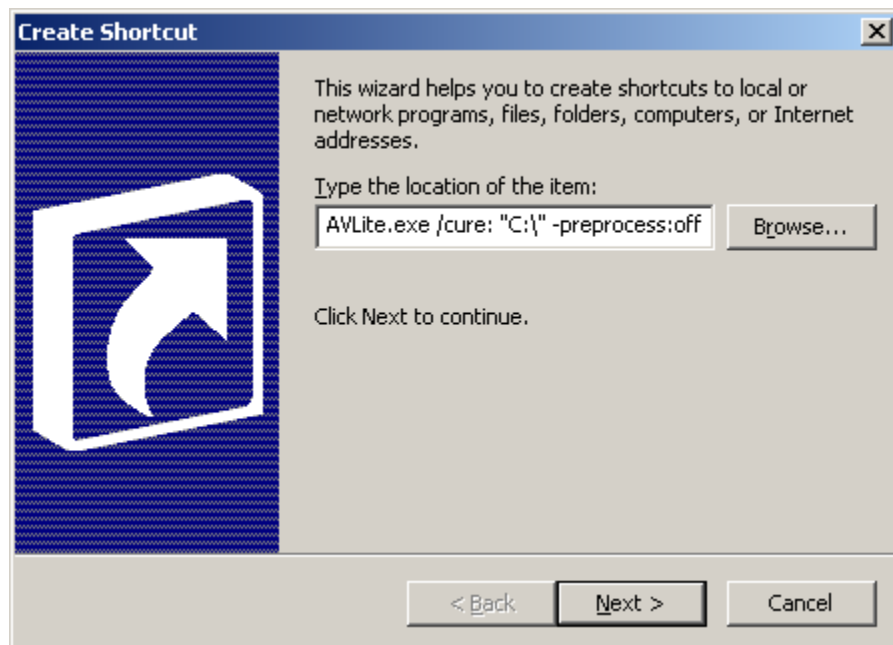 Create Shortcut
This wizard helps you to create shortcuts to local or
network programs, files, folders, computers, or Internet
addresses.
Type the location of the item:
AVLite.exe /cure: "C:\" -preprocess:off
Browse...
Click Next to continue.
< Back
Next >
Cancel